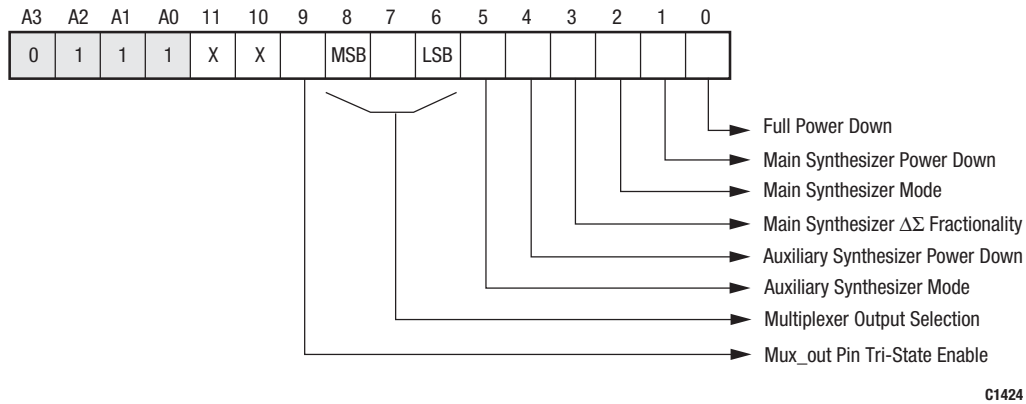 A3 A2 A1 A0 11 10 9 8 7 6 5 4 3 2 1 0
0 1 1 1 X X MSB LSB
Full Power Down
Main Synthesizer Power Down
Main Synthesizer Mode
Main Synthesizer ΔΣ Fractionality
Auxiliary Synthesizer Power Down
Auxiliary Synthesizer Mode
Multiplexer Output Selection
Mux_out Pin Tri-State Enable
C1424